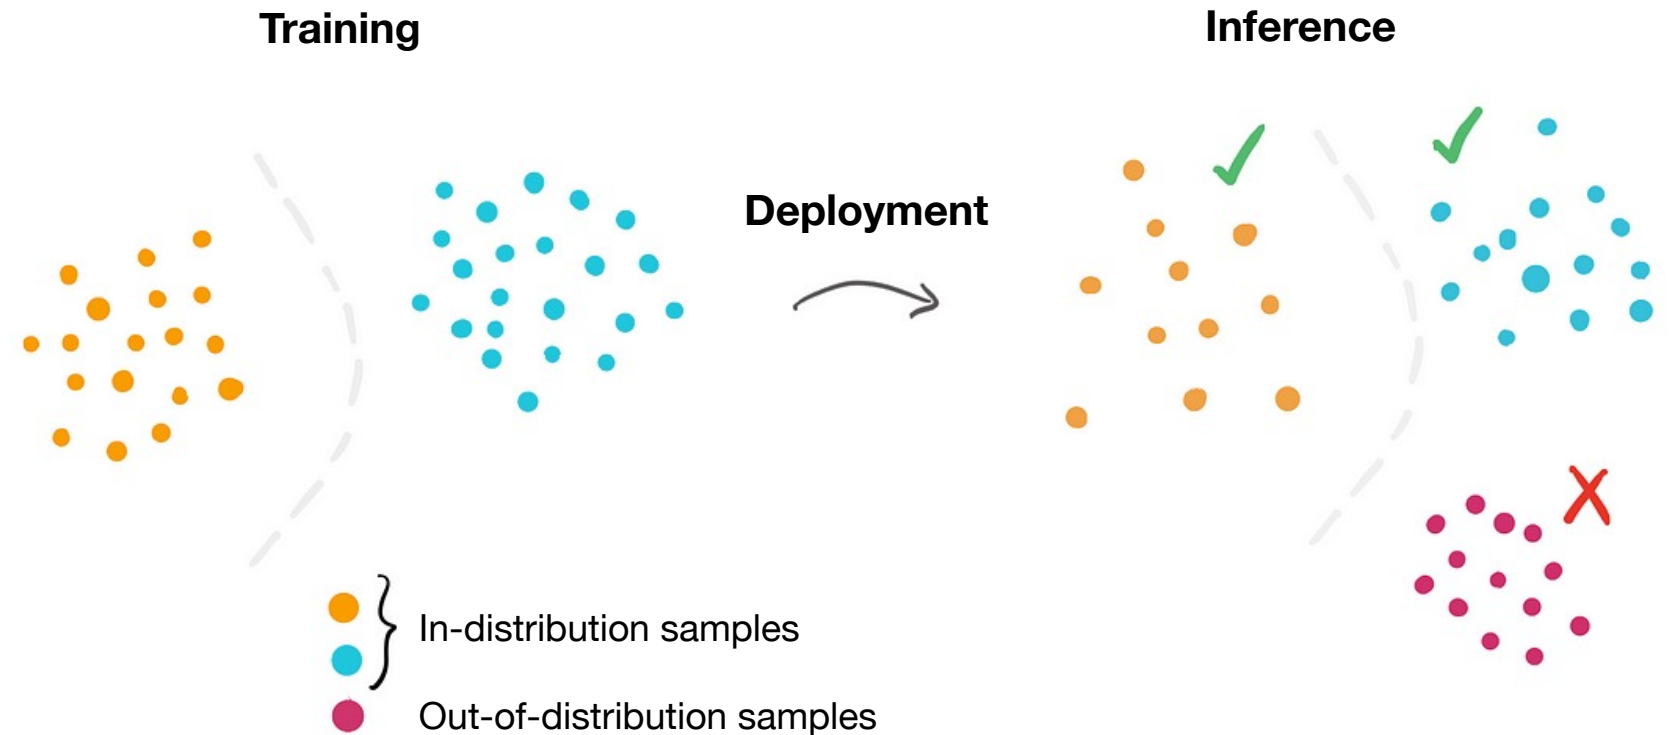 Training
Inference
Deployment
In-distribution samples
Out-of-distribution samples